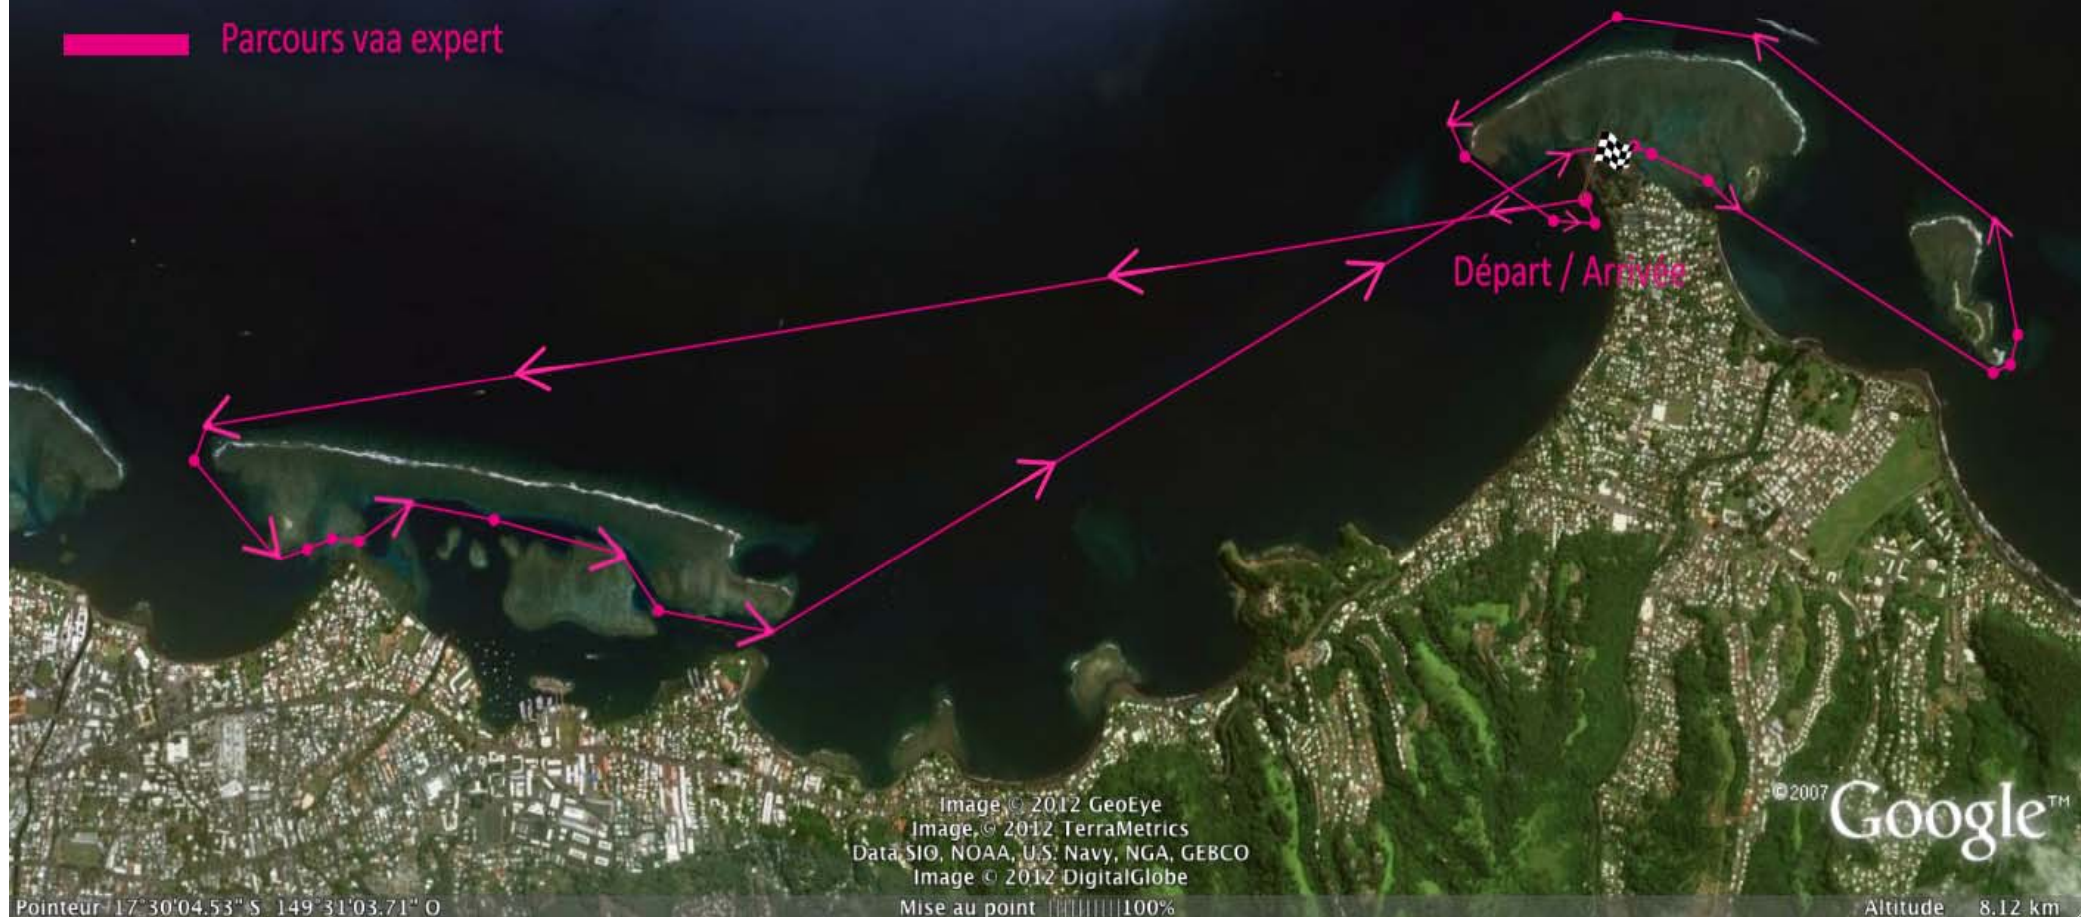 Parcours vaa expert
Départ / Arrivée
Image © 2012 GeoEye
Image © 2012 TerraMetrics
Data SIO, NOAA, U.S. Navy, NGA, GEBCO
Image © 2012 DigitalGlobe
©2007 Google™
Pointeur 17°30'04.53" S 149°31'03.71" O
Mise au point ||||||||||100%
Altitude 8.12 km